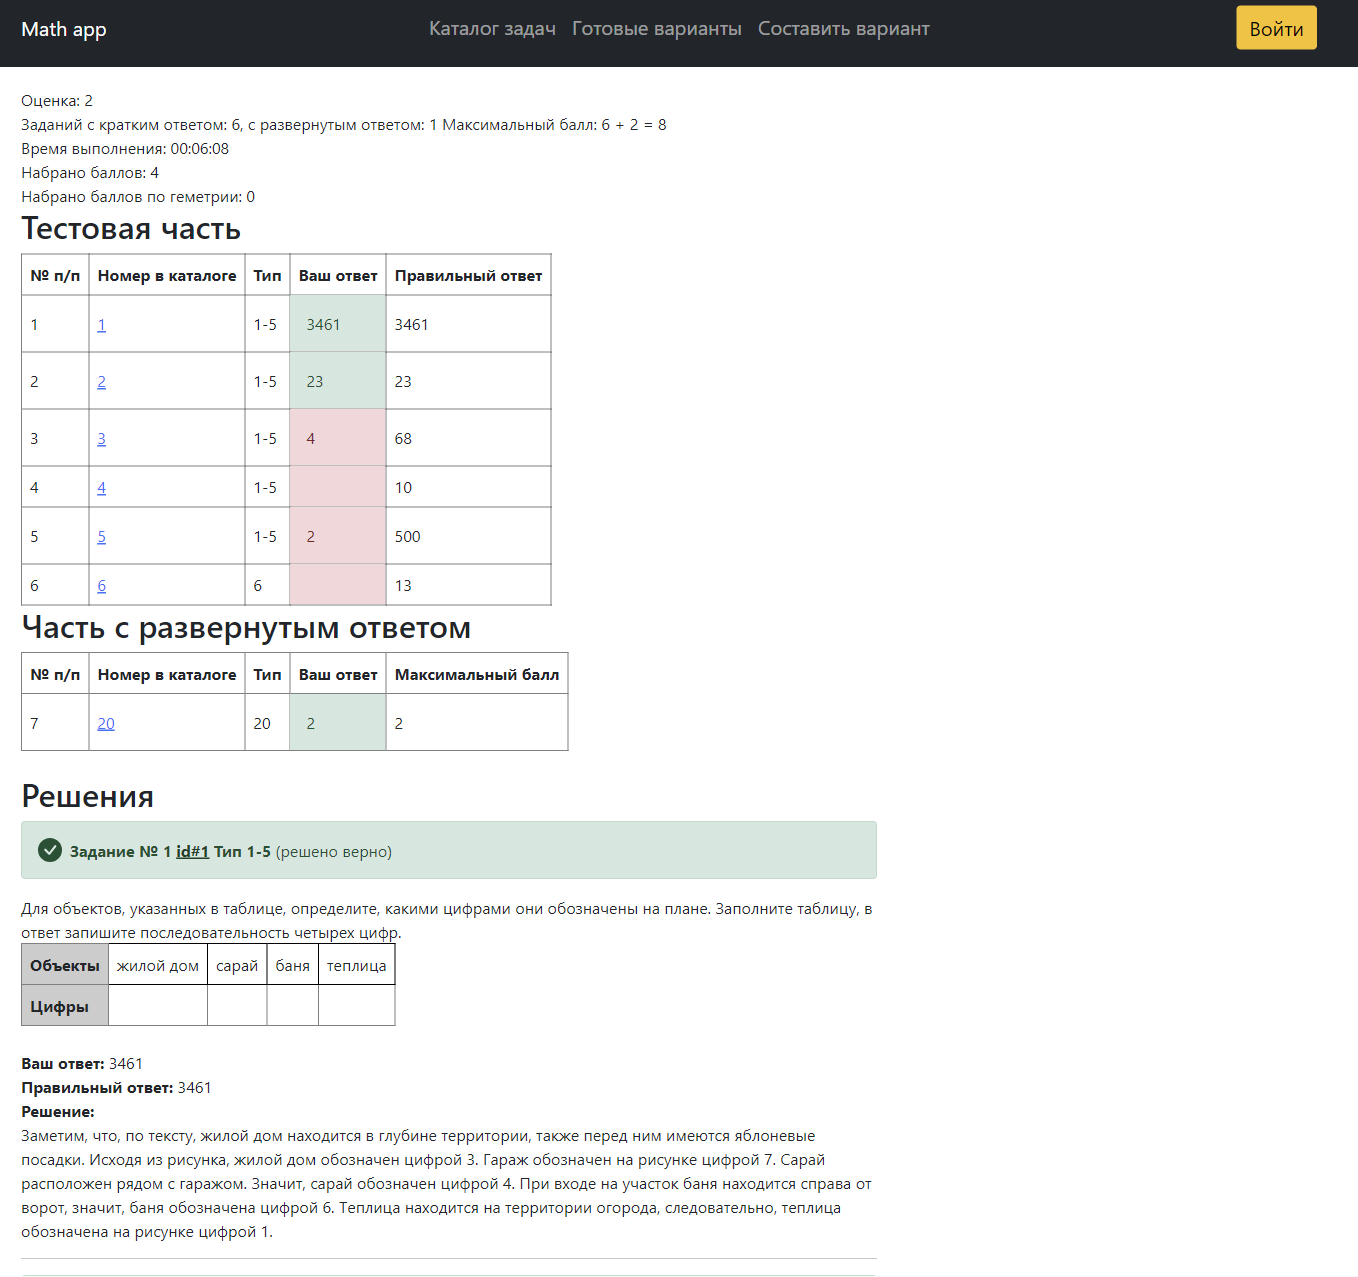 Math app
Каталог задач Готовые варианты Составить вариант
Войти
Оценка: 2
Заданий с кратким ответом: 6, с развернутым ответом: 1 Максимальный балл: 6 + 2 = 8
Время выполнения: 00:06:08
Набрано баллов: 4
Набрано баллов по геметрии: 0
Тестовая часть
№ п/п Номер в каталоге Тип Ваш ответ Правильный ответ
1 1 1-5 3461 3461
2 2 1-5 23 23
3 3 1-5 4 68
4 4 1-5 10
5 5 1-5 2 500
6 6 6 13
Часть с развернутым ответом
№ п/п Номер в каталоге Тип Ваш ответ Максимальный балл
7 20 20 2 2
Решения
Задание № 1 id#1 Тип 1-5 (решено верно)
Для объектов, указанных в таблице, определите, какими цифрами они обозначены на плане. Заполните таблицу, в
ответ запишите последовательность четырех цифр.
Объекты жилой дом сарай баня теплица
Цифры
Ваш ответ: 3461
Правильный ответ: 3461
Решение:
Заметим, что, по тексту, жилой дом находится в глубине территории, также перед ним имеются яблоневые
посадки. Исходя из рисунка, жилой дом обозначен цифрой 3. Гараж обозначен на рисунке цифрой 7. Сарай
расположен рядом с гаражом. Значит, сарай обозначен цифрой 4. При входе на участок баня находится справа от
ворот, значит, баня обозначена цифрой 6. Теплица находится на территории огорода, следовательно, теплица
обозначена на рисунке цифрой 1.